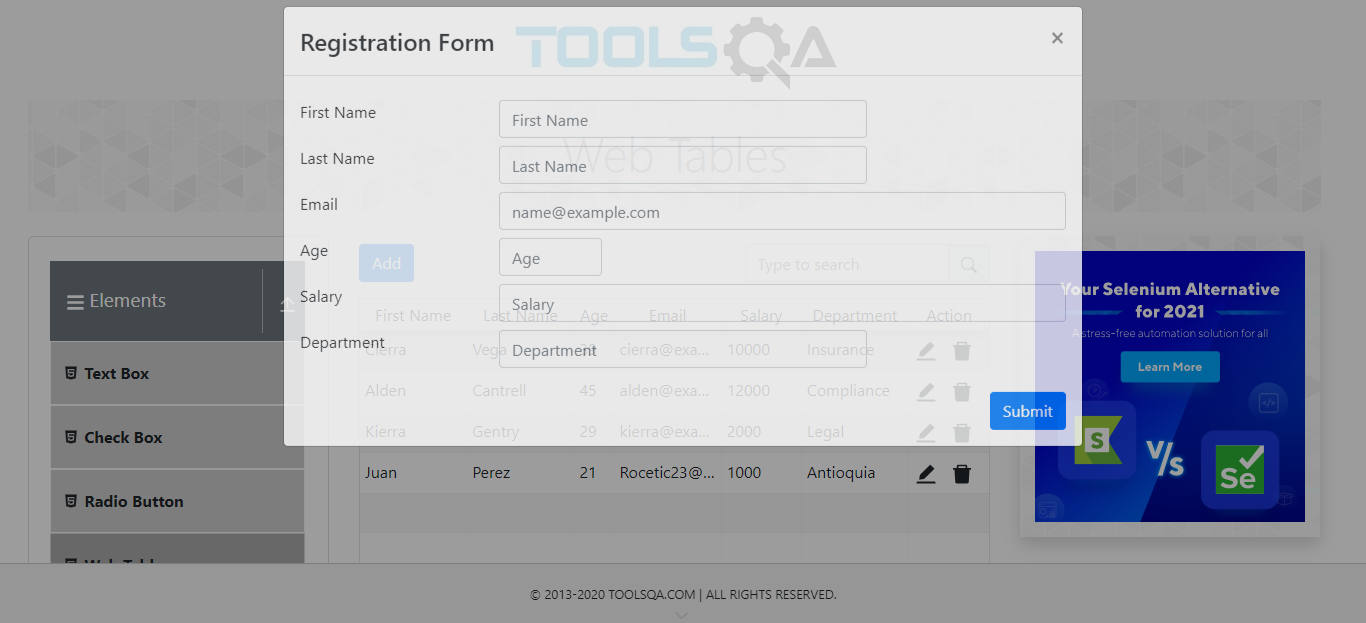 TOOLSQA
Registration Form
×
First Name
First Name
Web Tables
Last Name
Last Name
Email
name@example.com
Age
Age
Add
Type to search
Salary
Salary
Department
Department
First Name Last Name Age Email Salary Department Action
Cierra Vega cierra@exa... 10000 Insurance
Alden Cantrell 45 alden@exa... 12000 Compliance
Kierra Gentry 29 kierra@exa... 2000 Legal
Juan Perez 21 Rocetic23@... 1000 Antioquia
Submit
Elements
Text Box
Check Box
Radio Button
Your Selenium Alternative
for 2021
A stress-free automation solution for all
Learn More
S
V/s
Se
© 2013-2020 TOOLSQA.COM | ALL RIGHTS RESERVED.